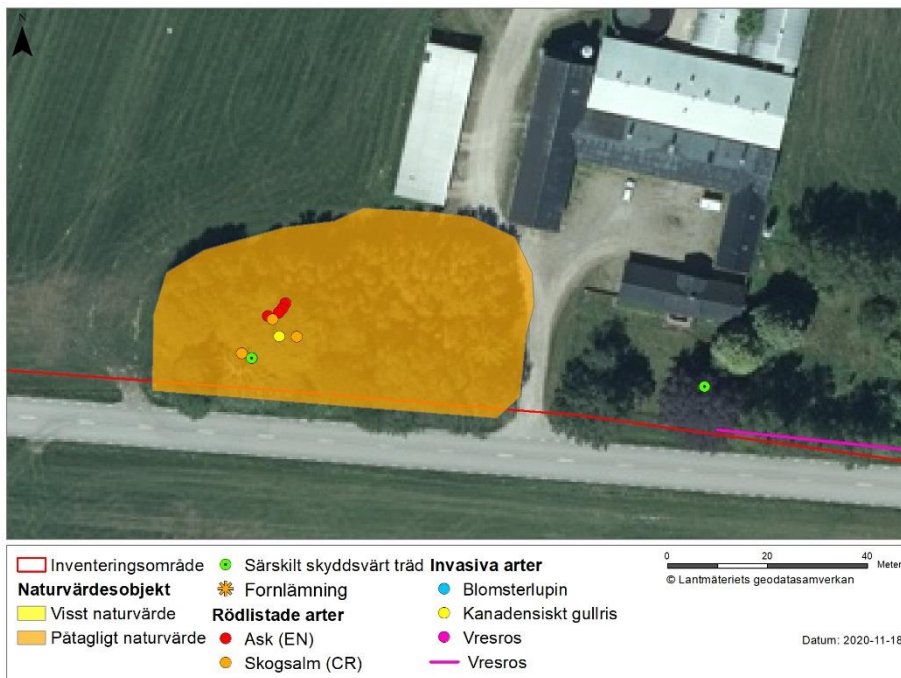 N
Inventeringsområde
Naturvärdesobjekt
Visst naturvärde
Påtagligt naturvärde
Särskilt skyddsvärt träd
Fornlämning
Rödlistade arter
Ask (EN)
Skogsalm (CR)
Invasiva arter
Blomsterlupin
Kanadensiskt gullris
Vresros
Vresros
0 20 40
Meter
© Lantmäteriets geodatasamverkan
Datum: 2020-11-18